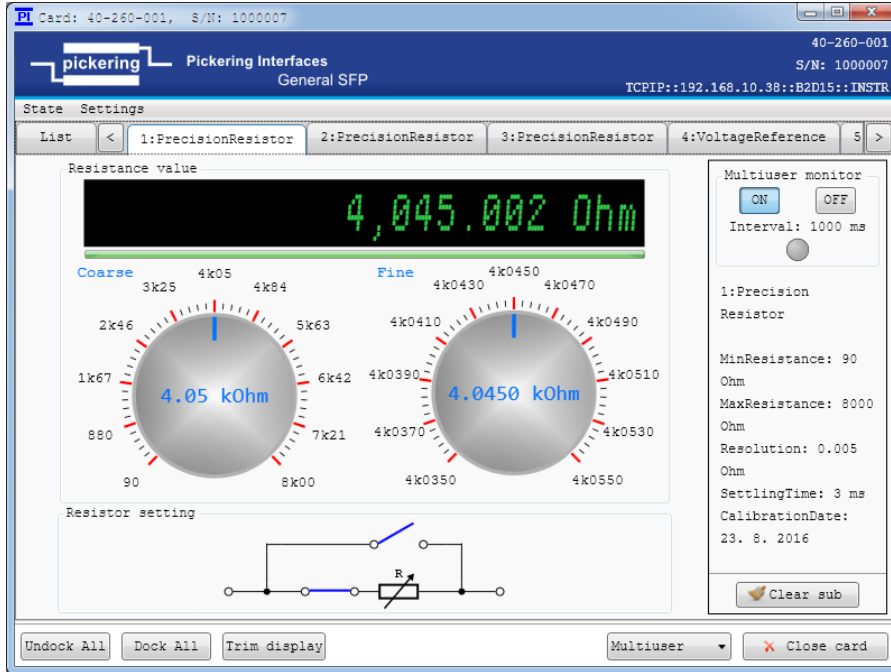 PI Card: 40-260-001, S/N: 1000007
pickering
Pickering Interfaces
General SFP
40-260-001
S/N: 1000007
TCPIP::192.168.10.38::B2D15::INSTR
State Settings
List < 1:PrecisionResistor 2:PrecisionResistor 3:PrecisionResistor 4:VoltageReference 5 >
Resistance value
4,045.002 Ohm
Coarse
90
880
1k67
2k46
3k25
4k05
4k84
5k63
6k42
7k21
8k00
4.05 kOhm
Fine
4k0350
4k0370
4k0390
4k0410
4k0430
4k0450
4k0470
4k0490
4k0510
4k0530
4k0550
4.0450 kOhm
Resistor setting
R
Multiuser monitor
ON OFF
Interval: 1000 ms
1:Precision
Resistor
MinResistance: 90
Ohm
MaxResistance: 8000
Ohm
Resolution: 0.005
Ohm
SettlingTime: 3 ms
CalibrationDate:
23. 8. 2016
Clear sub
Undock All Dock All Trim display Multiuser Close card